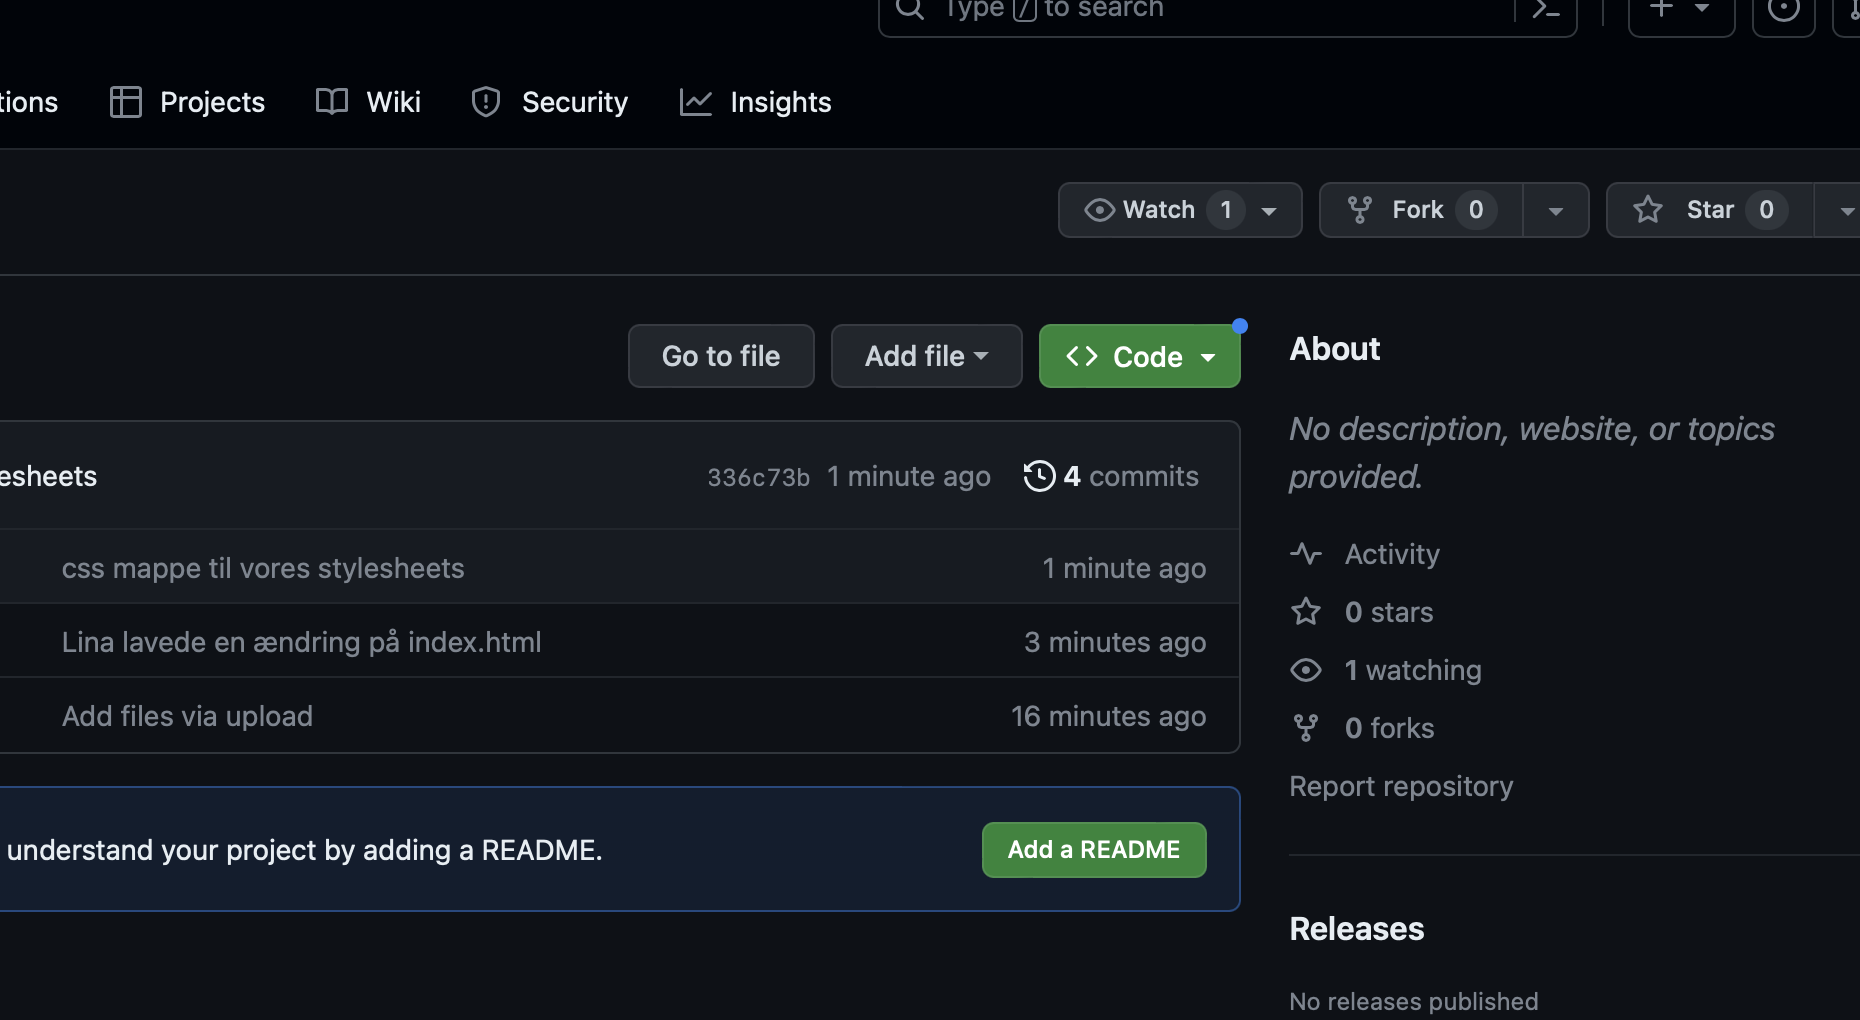 Type / to search
tions Projects Wiki Security Insights
Watch 1 Fork 0 Star 0
Go to file Add file Code
About
No description, website, or topics
provided.
esheets 336c73b 1 minute ago 4 commits
css mappe til vores stylesheets 1 minute ago
Lina lavede en ændring på index.html 3 minutes ago
Add files via upload 16 minutes ago
Activity
0 stars
1 watching
0 forks
Report repository
understand your project by adding a README. Add a README
Releases
No releases published